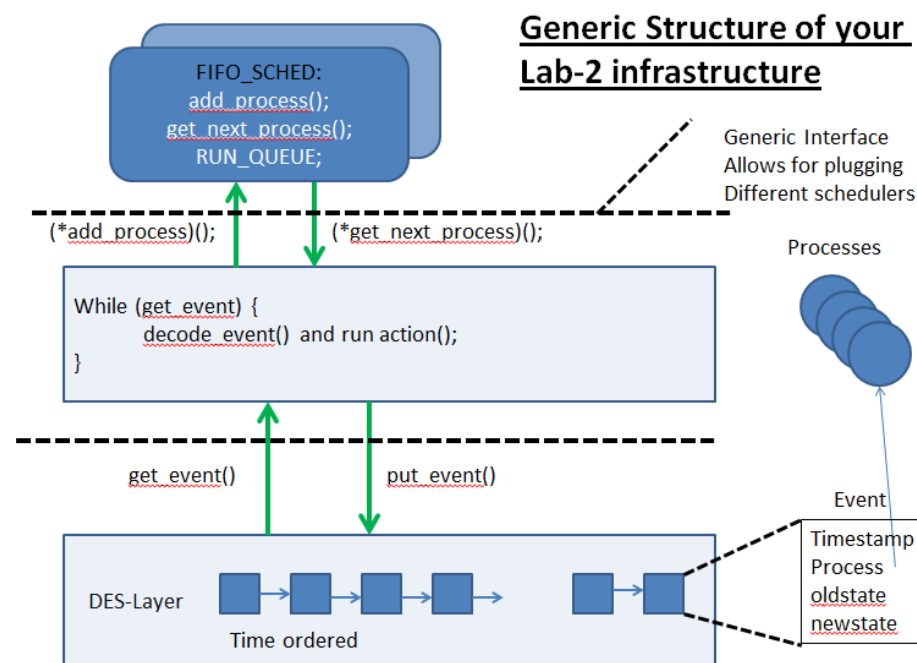 Generic Structure of your
Lab-2 infrastructure
FIFO_SCHED:
add_process();
get_next_process();
RUN_QUEUE;
Generic Interface
Allows for plugging
Different schedulers
(*add_process)();
(*get_next_process)();
Processes
While (get_event) {
decode_event() and run action();
}
get_event()
put_event()
Event
Timestamp
Process
oldstate
newstate
DES-Layer
Time ordered